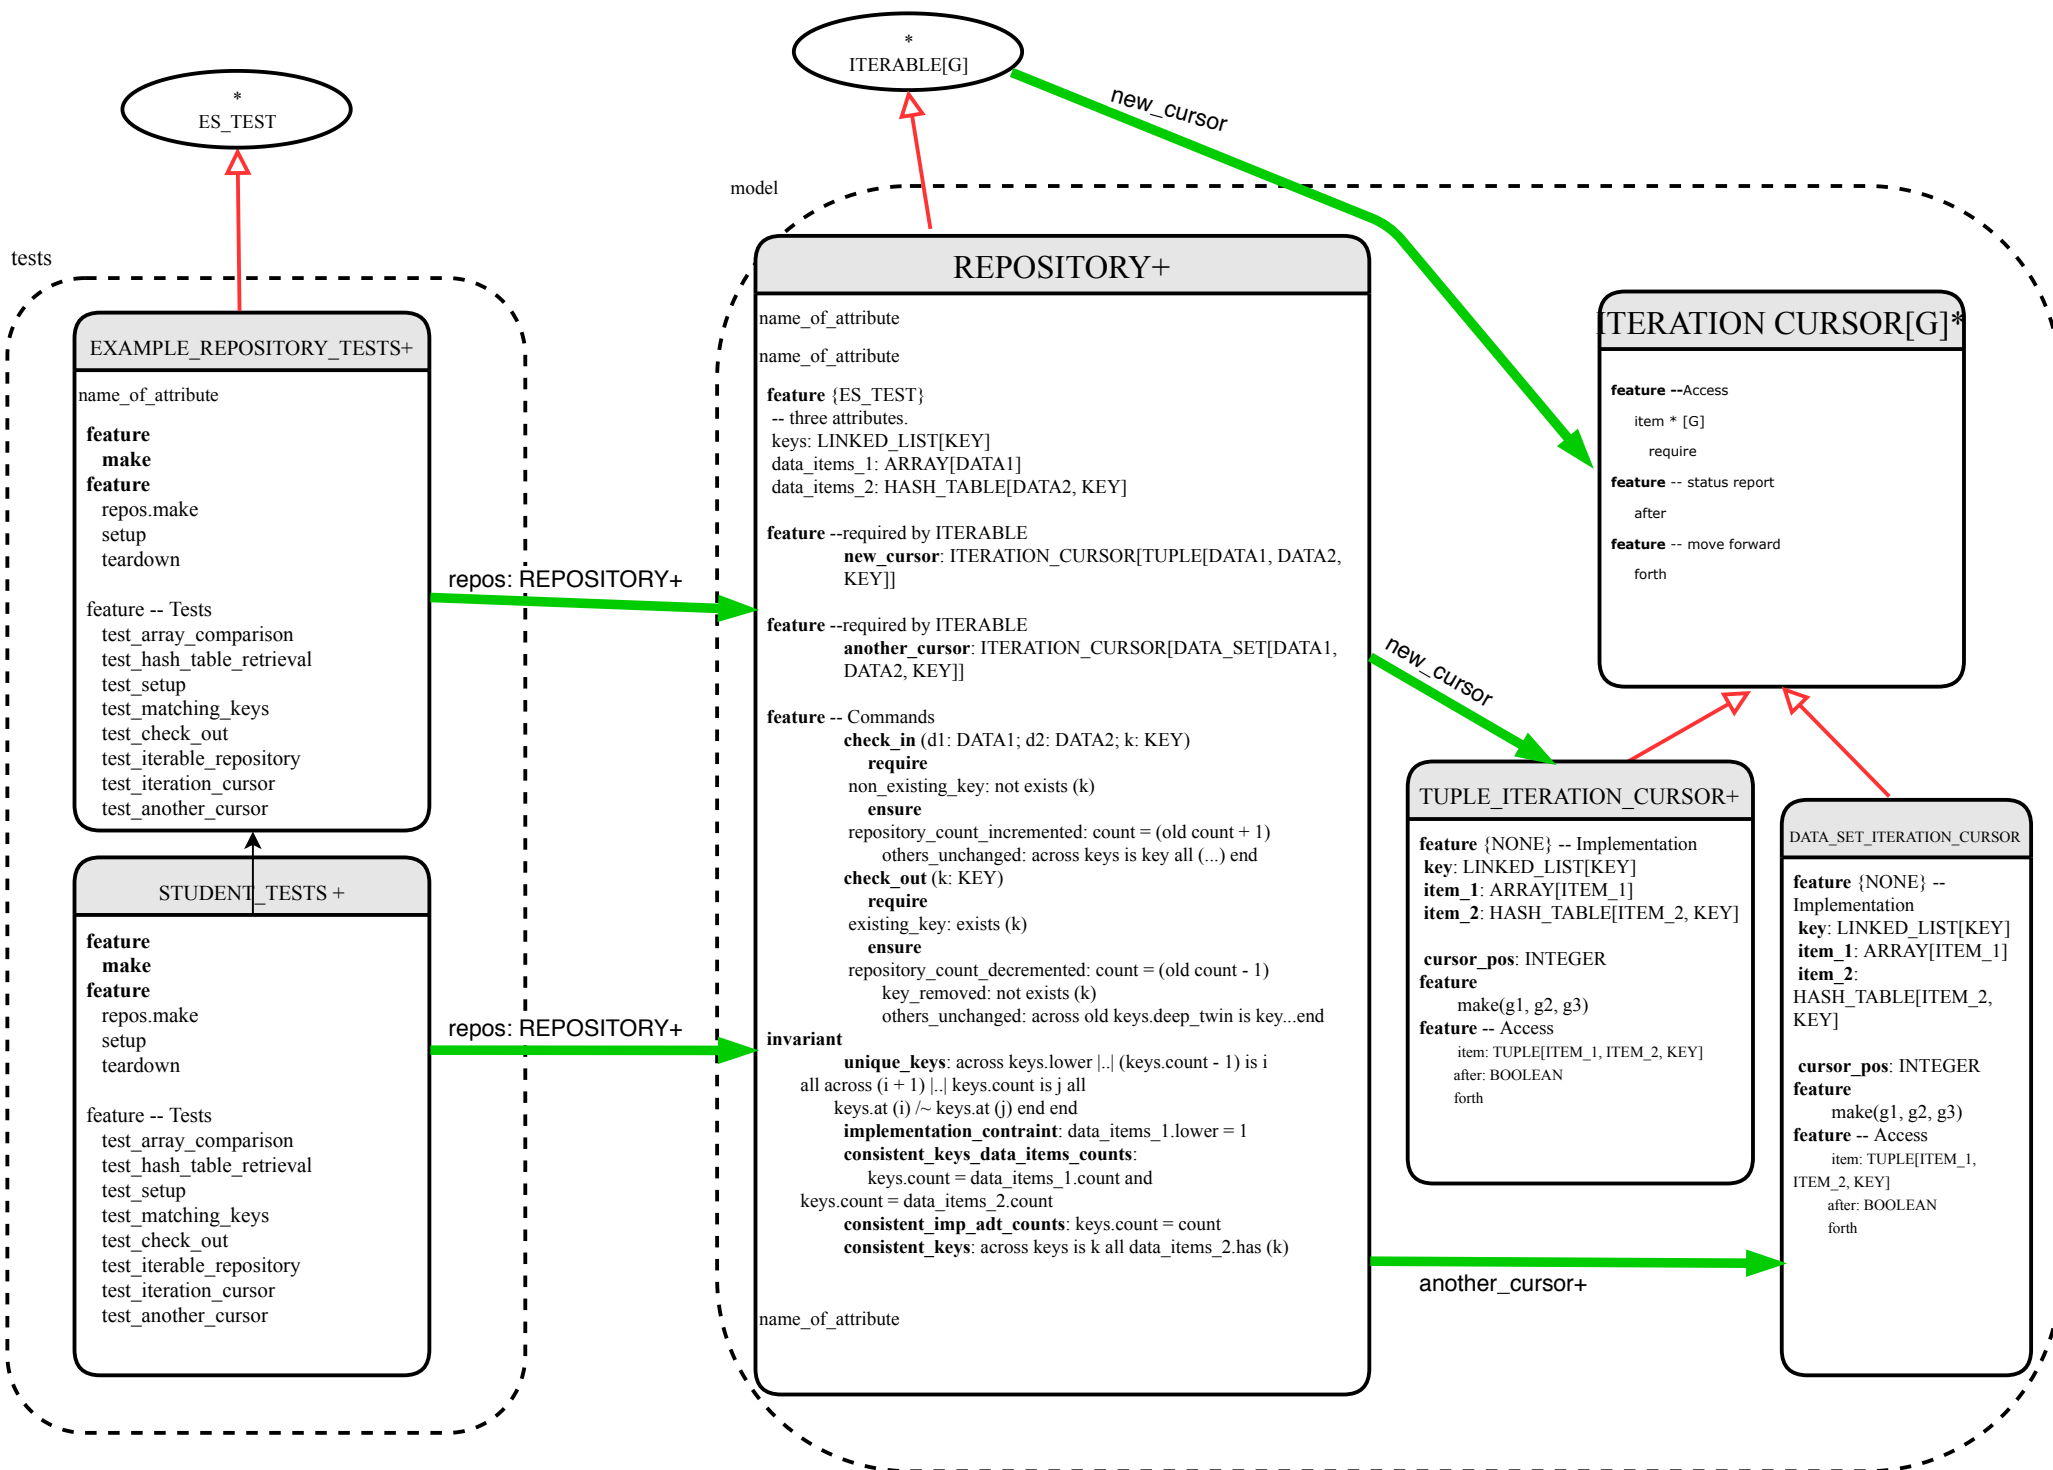 *
ES_TEST
*
ITERABLE[G]
new_cursor
model
tests
EXAMPLE_REPOSITORY_TESTS+
name_of_attribute
feature
make
feature
repos.make
setup
teardown
feature -- Tests
test_array_comparison
test_hash_table_retrieval
test_setup
test_matching_keys
test_check_out
test_iterable_repository
test_iteration_cursor
test_another_cursor
STUDENT_TESTS +
feature
make
feature
repos.make
setup
teardown
feature -- Tests
test_array_comparison
test_hash_table_retrieval
test_setup
test_matching_keys
test_check_out
test_iterable_repository
test_iteration_cursor
test_another_cursor
repos: REPOSITORY+
repos: REPOSITORY+
REPOSITORY+
name_of_attribute
name_of_attribute
feature {ES_TEST}
-- three attributes.
keys: LINKED_LIST[KEY]
data_items_1: ARRAY[DATA1]
data_items_2: HASH_TABLE[DATA2, KEY]
feature --required by ITERABLE
new_cursor: ITERATION_CURSOR[TUPLE[DATA1, DATA2,
KEY]]
feature --required by ITERABLE
another_cursor: ITERATION_CURSOR[DATA_SET[DATA1,
DATA2, KEY]]
feature -- Commands
check_in (d1: DATA1; d2: DATA2; k: KEY)
require
non_existing_key: not exists (k)
ensure
repository_count_incremented: count = (old count + 1)
others_unchanged: across keys is key all (...) end
check_out (k: KEY)
require
existing_key: exists (k)
ensure
repository_count_decremented: count = (old count - 1)
key_removed: not exists (k)
others_unchanged: across old keys.deep_twin is key...end
invariant
unique_keys: across keys.lower |..| (keys.count - 1) is i
all across (i + 1) |..| keys.count is j all
keys.at (i) /~ keys.at (j) end end
implementation_contraint: data_items_1.lower = 1
consistent_keys_data_items_counts:
keys.count = data_items_1.count and
keys.count = data_items_2.count
consistent_imp_adt_counts: keys.count = count
consistent_keys: across keys is k all data_items_2.has (k)
name_of_attribute
new_cursor
another_cursor+
ITERATION CURSOR[G]*
feature --Access
item * [G]
require
feature -- status report
after
feature -- move forward
forth
TUPLE_ITERATION_CURSOR+
feature {NONE} -- Implementation
key: LINKED_LIST[KEY]
item_1: ARRAY[ITEM_1]
item_2: HASH_TABLE[ITEM_2, KEY]
cursor_pos: INTEGER
feature
make(g1, g2, g3)
feature -- Access
item: TUPLE[ITEM_1, ITEM_2, KEY]
after: BOOLEAN
forth
DATA_SET_ITERATION_CURSOR
feature {NONE} --
Implementation
key: LINKED_LIST[KEY]
item_1: ARRAY[ITEM_1]
item_2:
HASH_TABLE[ITEM_2,
KEY]
cursor_pos: INTEGER
feature
make(g1, g2, g3)
feature -- Access
item: TUPLE[ITEM_1,
ITEM_2, KEY]
after: BOOLEAN
forth